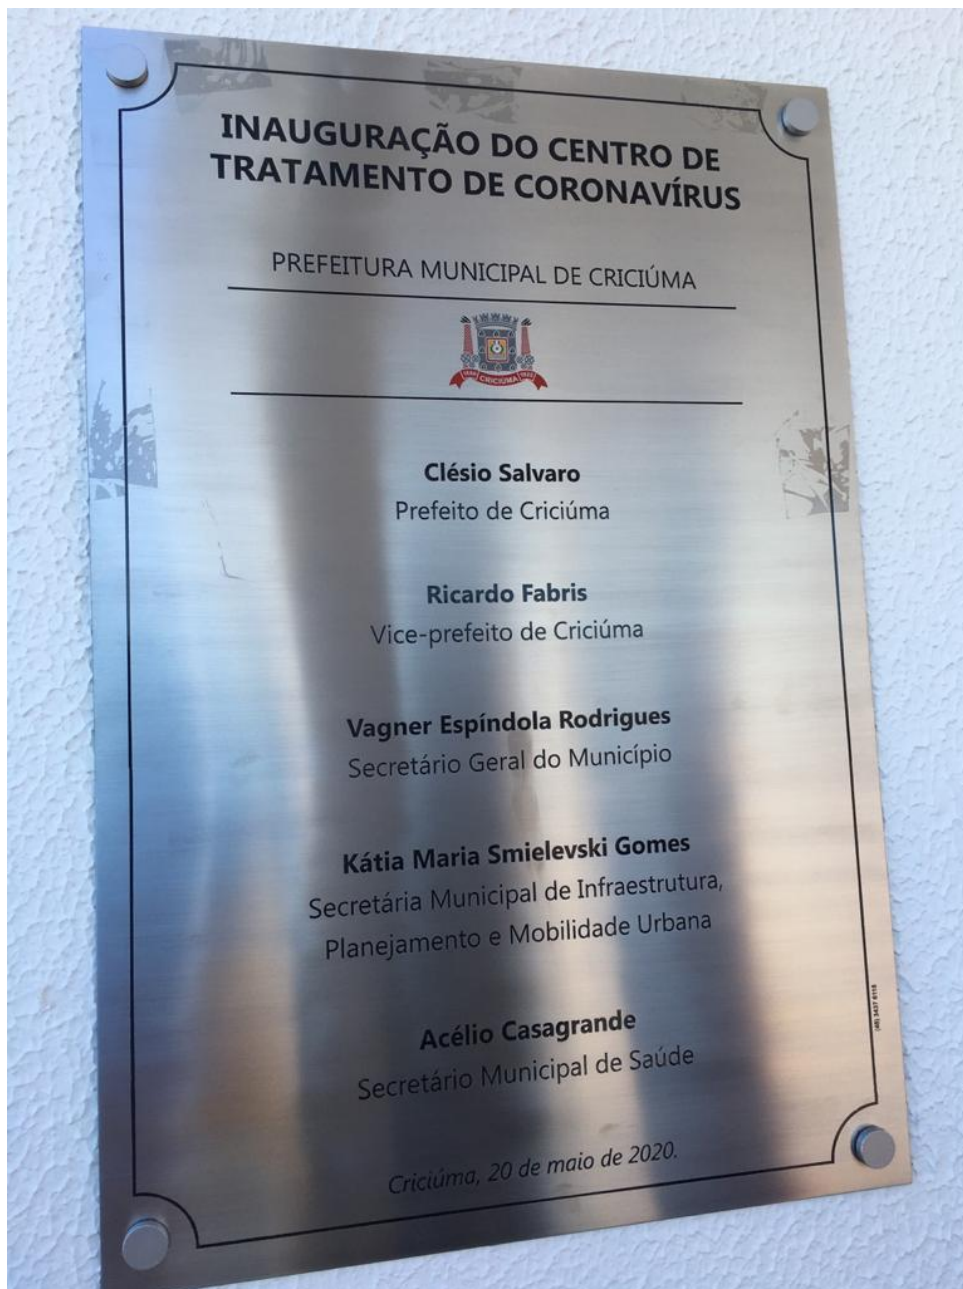 INAUGURAÇÃO DO CENTRO DE
TRATAMENTO DE CORONAVÍRUS
PREFEITURA MUNICIPAL DE CRICIÚMA
CRICIÚMA
Clésio Salvaro
Prefeito de Criciúma
Ricardo Fabris
Vice-prefeito de Criciúma
Vagner Espíndola Rodrigues
Secretário Geral do Município
Kátia Maria Smielevski Gomes
Secretária Municipal de Infraestrutura,
Planejamento e Mobilidade Urbana
Acélio Casagrande
Secretário Municipal de Saúde
Criciúma, 20 de maio de 2020.